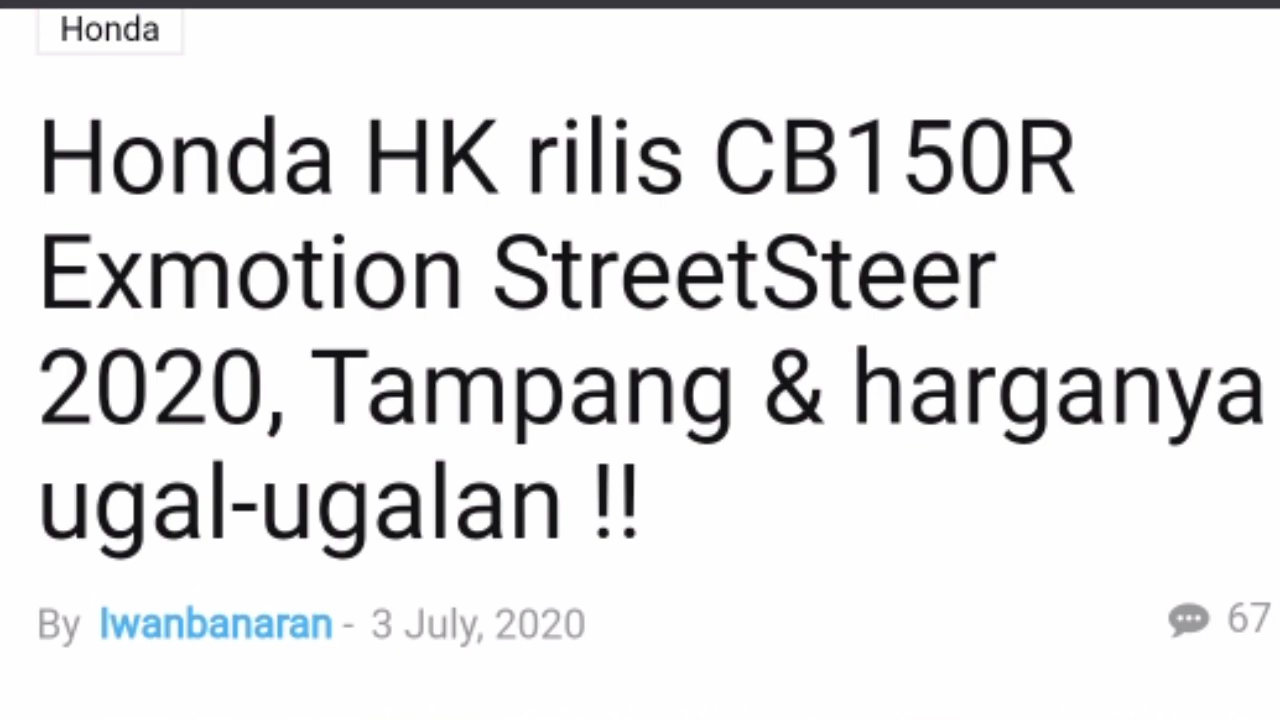 Honda
Honda HK rilis CB150R
Exmotion StreetSteer
2020, Tampang & harganya
ugal-ugalan !!
By Iwanbanaran - 3 July, 2020
67